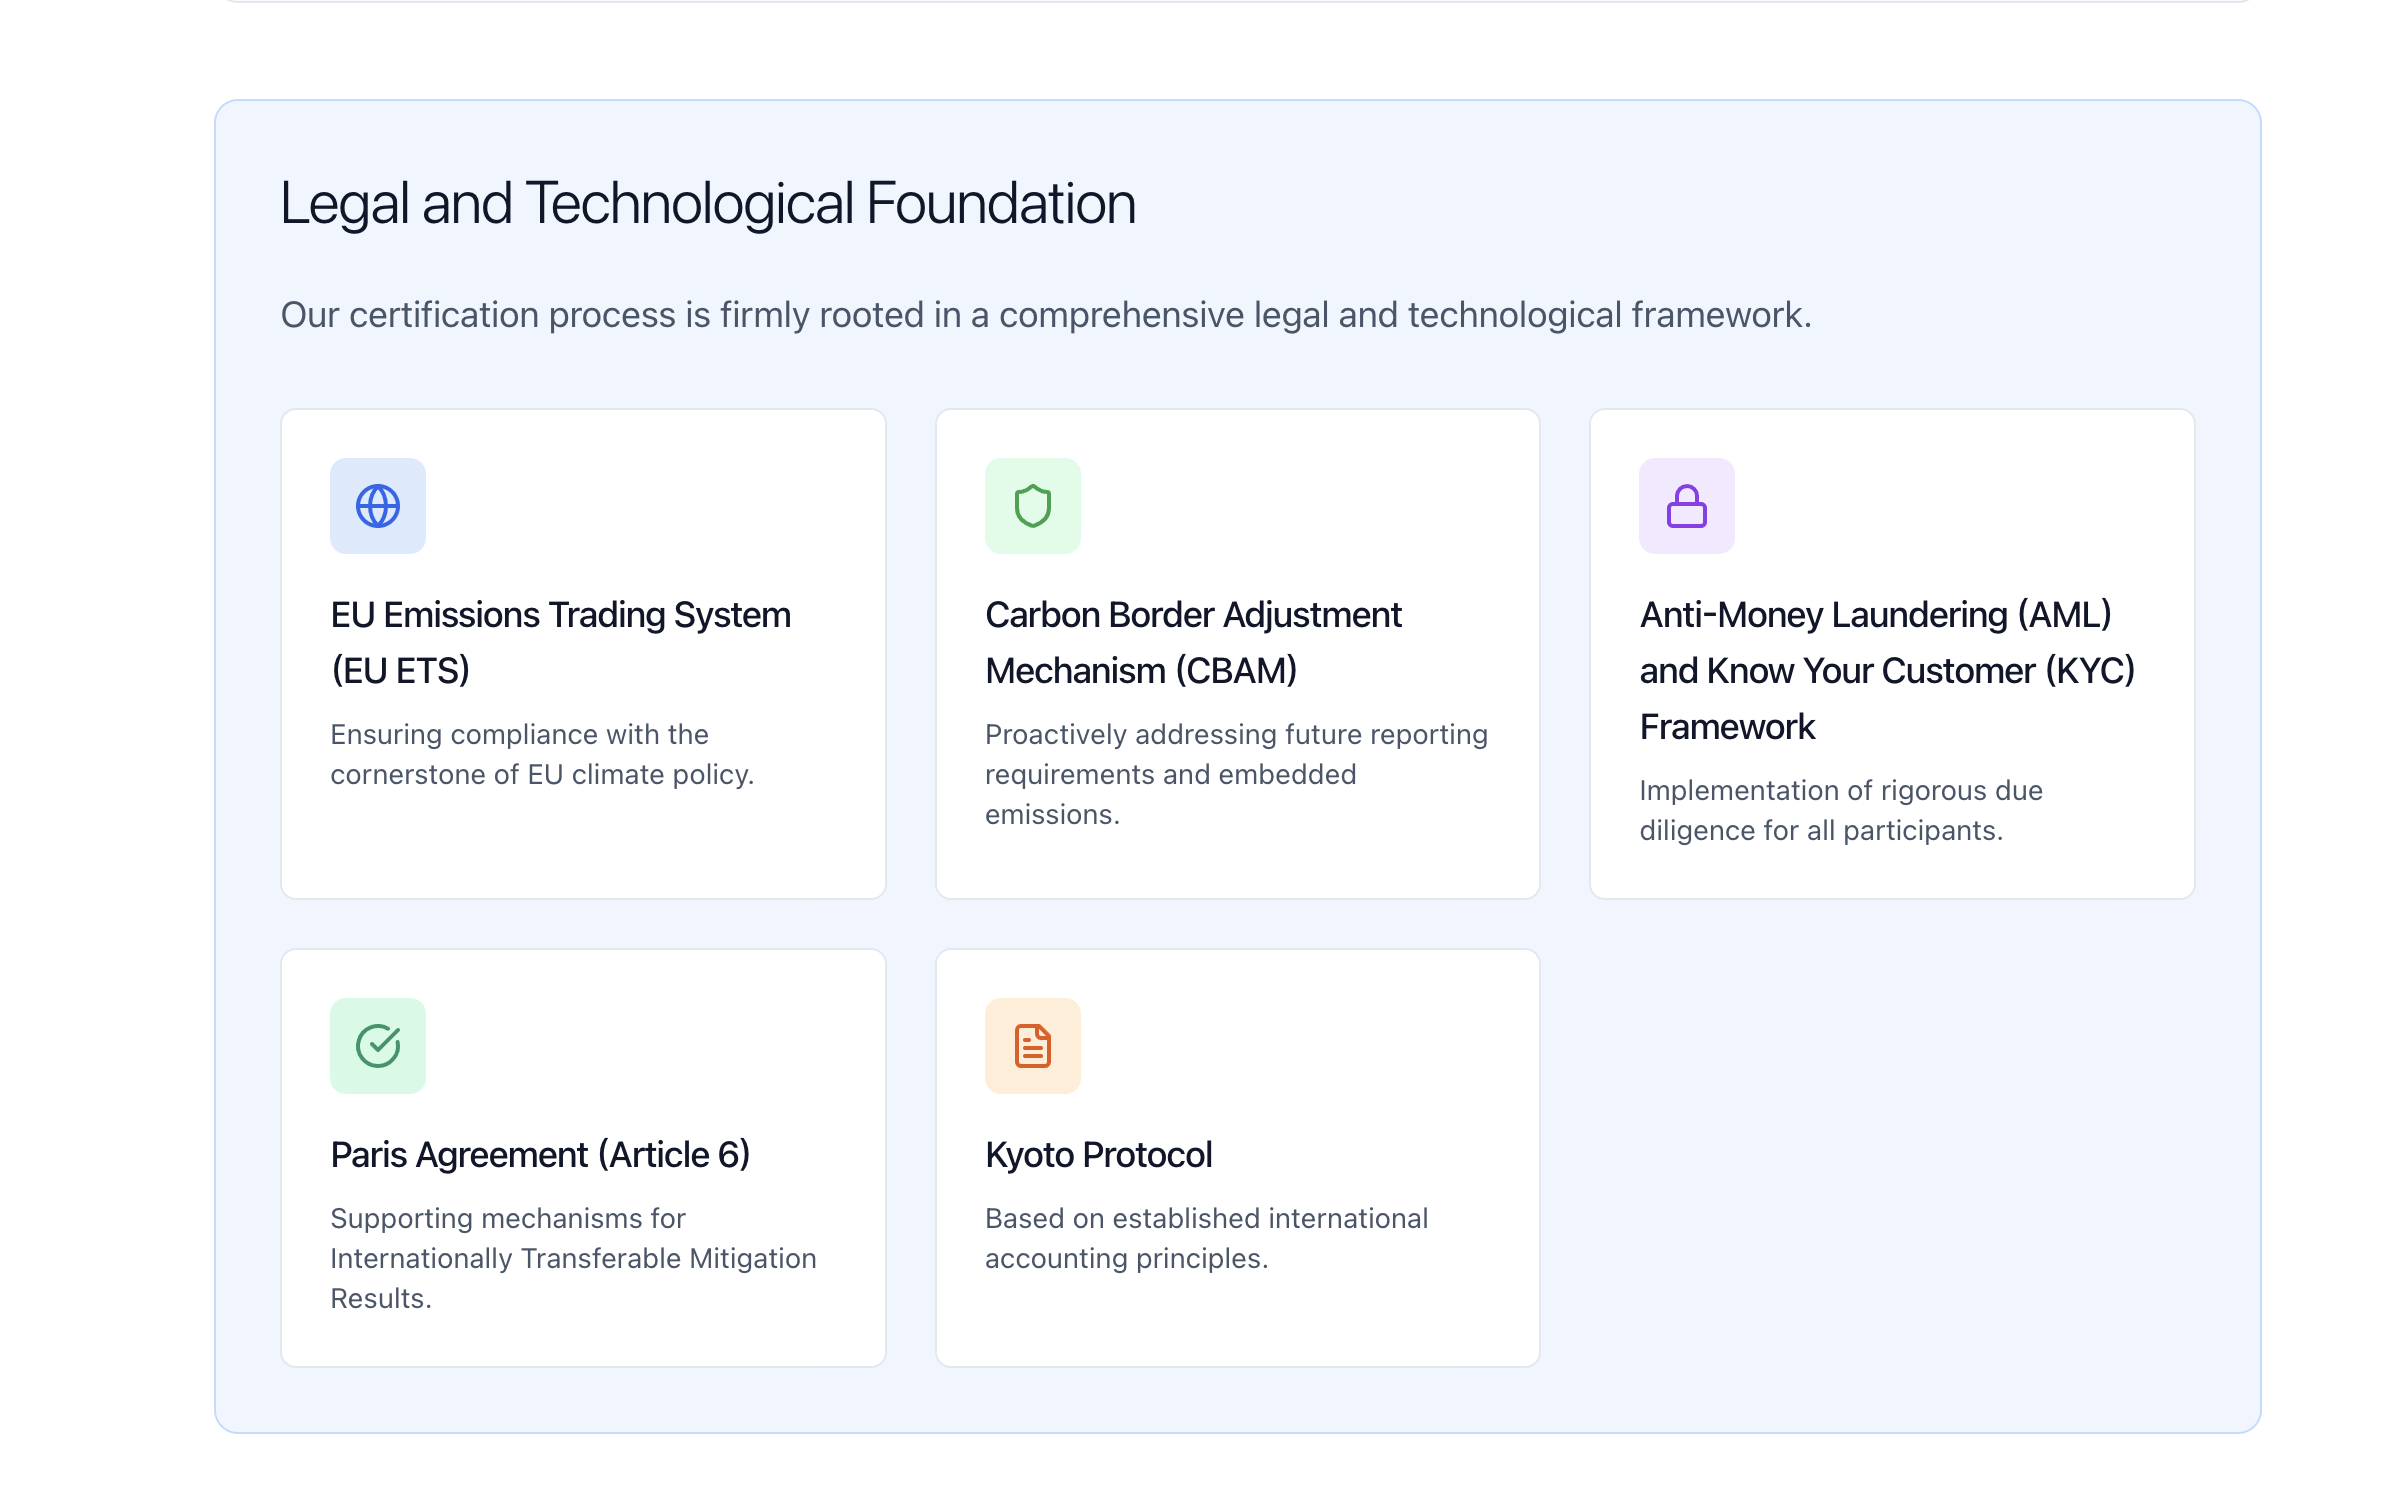 Legal and Technological Foundation
Our certification process is firmly rooted in a comprehensive legal and technological framework.
EU Emissions Trading System
(EU ETS)
Ensuring compliance with the
cornerstone of EU climate policy.
Carbon Border Adjustment
Mechanism (CBAM)
Proactively addressing future reporting
requirements and embedded
emissions.
Anti-Money Laundering (AML)
and Know Your Customer (KYC)
Framework
Implementation of rigorous due
diligence for all participants.
Paris Agreement (Article 6)
Supporting mechanisms for
Internationally Transferable Mitigation
Results.
Kyoto Protocol
Based on established international
accounting principles.